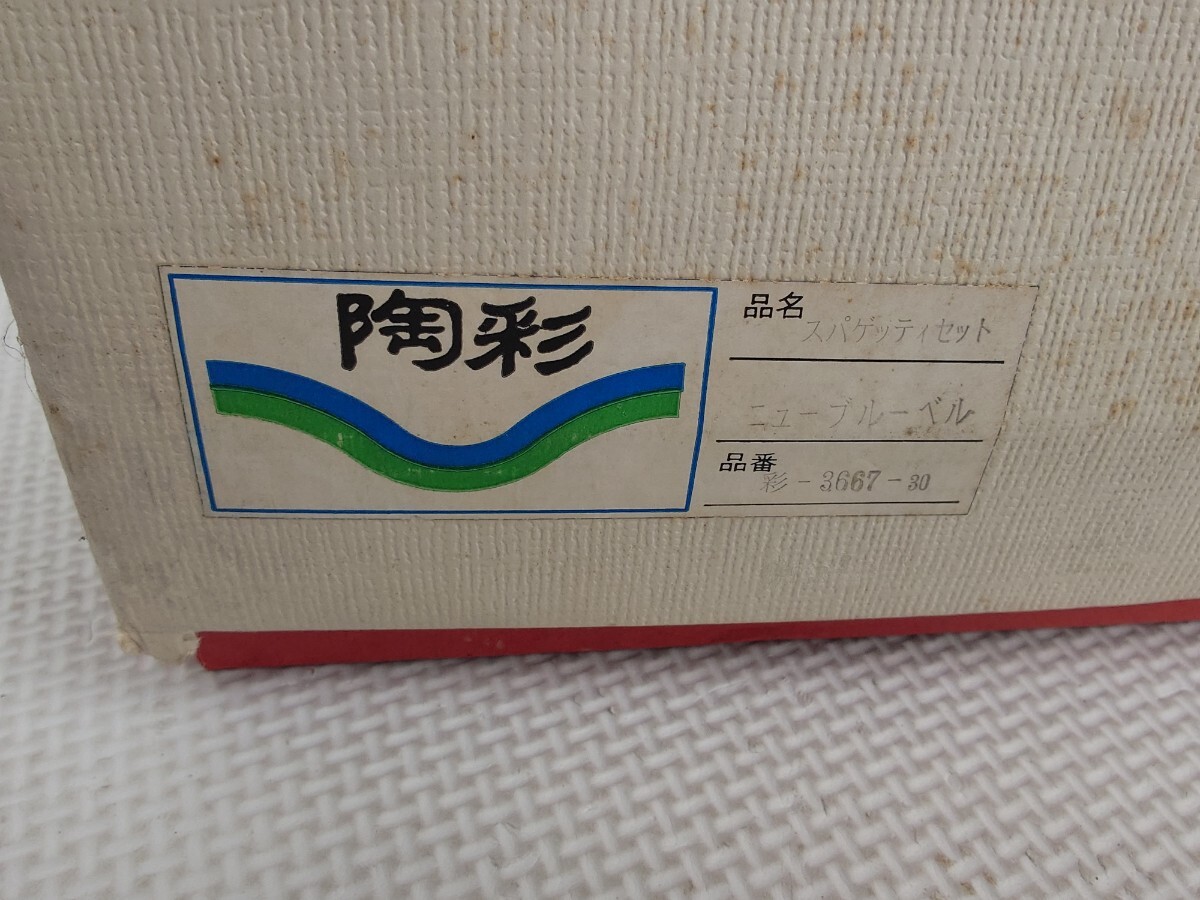 陶彩
品名
スパゲッティセット
ニューブルーベル
品番
彩-3667-30